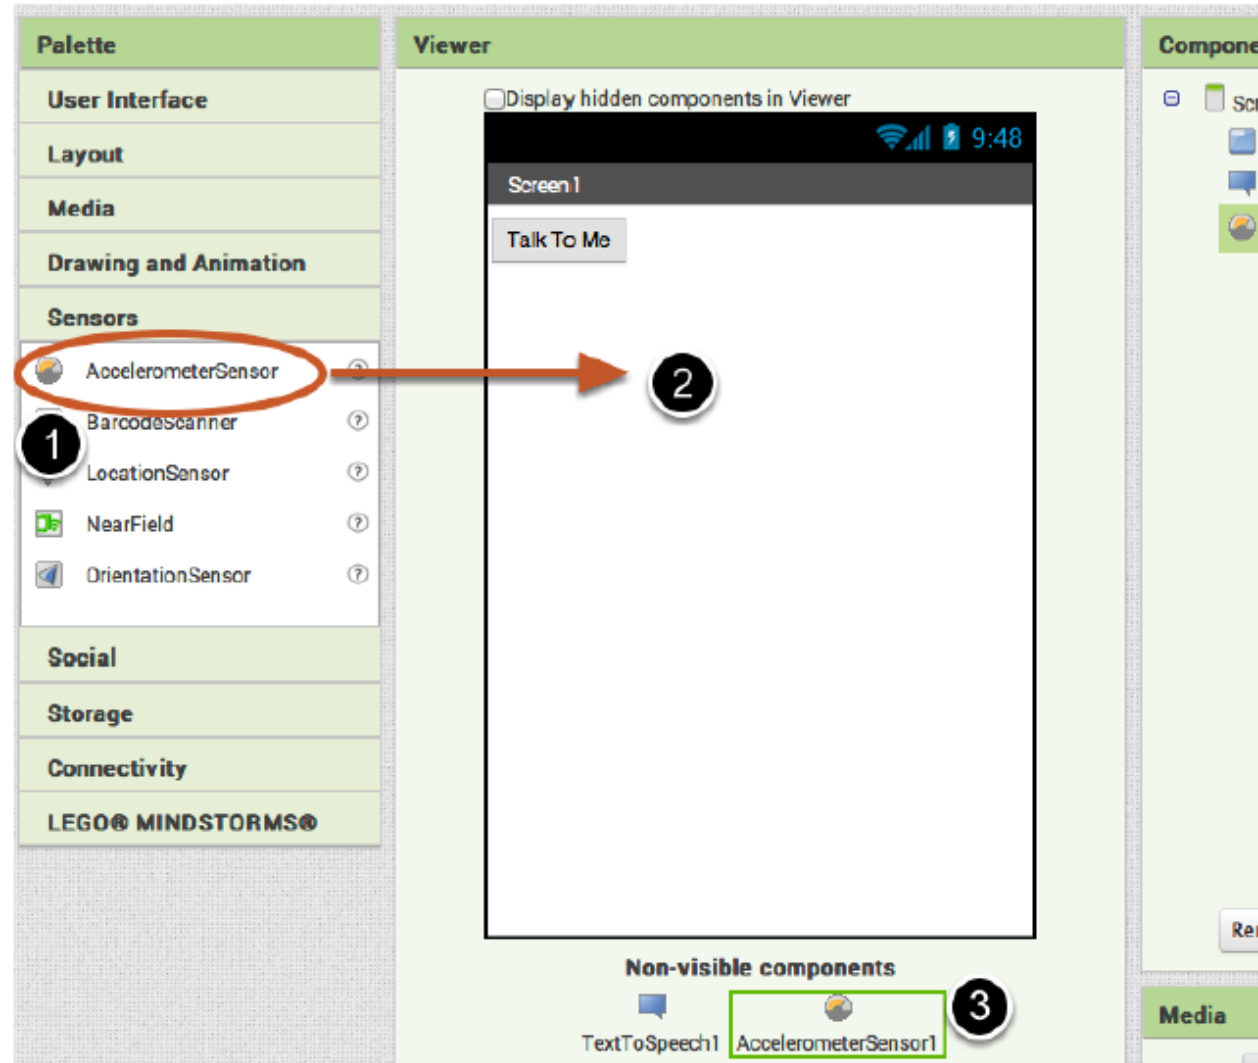 Palette
User Interface
Layout
Media
Drawing and Animation
Sensors
AccelerometerSensor ?
1
BarcodeScanner ?
LocationSensor ?
NearField ?
OrientationSensor ?
Social
Storage
Connectivity
LEGO® MINDSTORMS®
Viewer
Display hidden components in Viewer
9:48
Screen1
Talk To Me
2
Non-visible components
3
TextToSpeech1 AccelerometerSensor1
Compone
Scr
Rer
Media